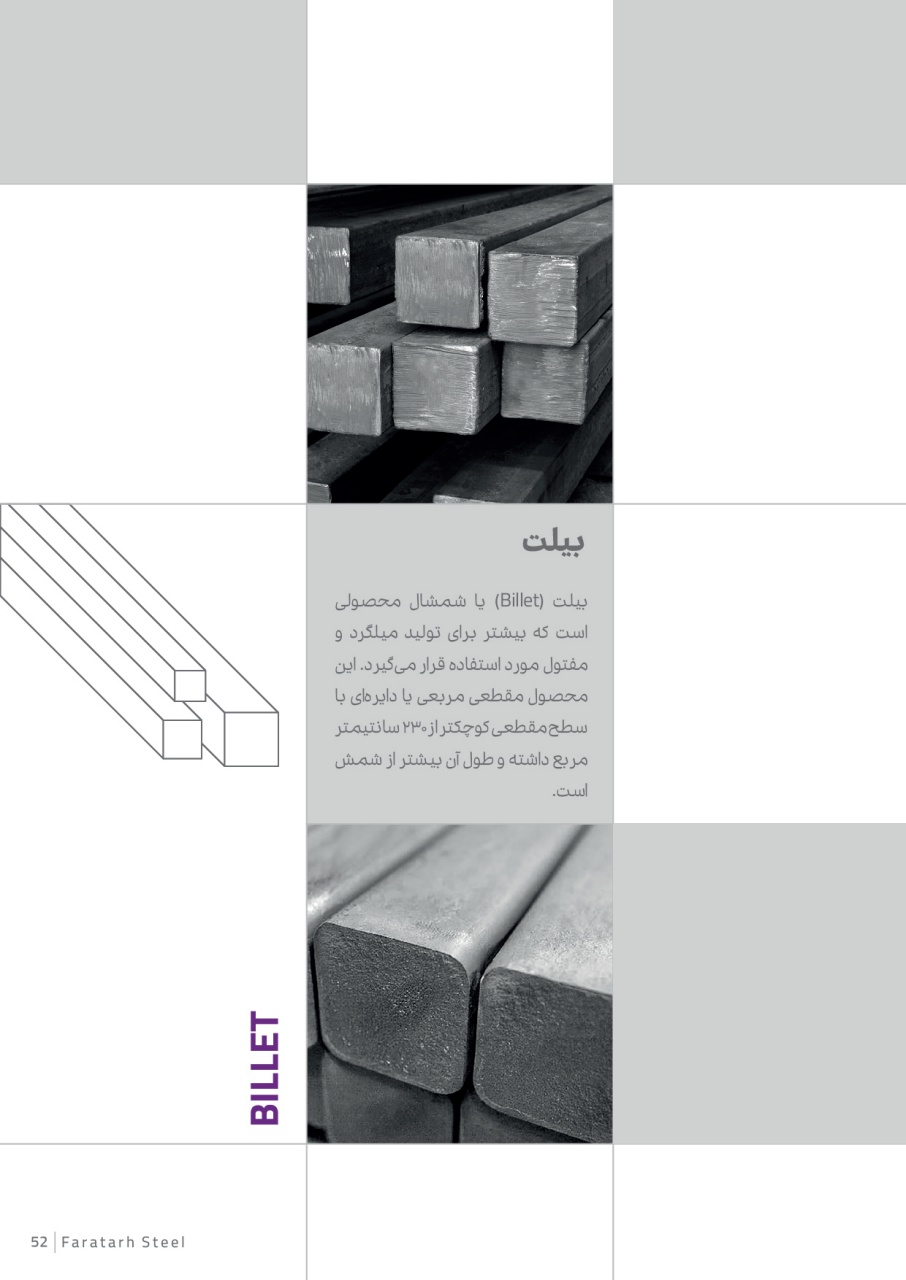 بیلت
بیلت (Billet) یا شمشال محصولی
است که بیشتر برای تولید میلگرد و
مفتول مورد استفاده قرار می‌گیرد. این
محصول مقطعی مربعی یا دایره‌ای با
سطح مقطعی کوچکتر از ۲۳۰ سانتیمتر
مربع داشته و طول آن بیشتر از شمش
است.
BILLET
52 | Faratarh Steel